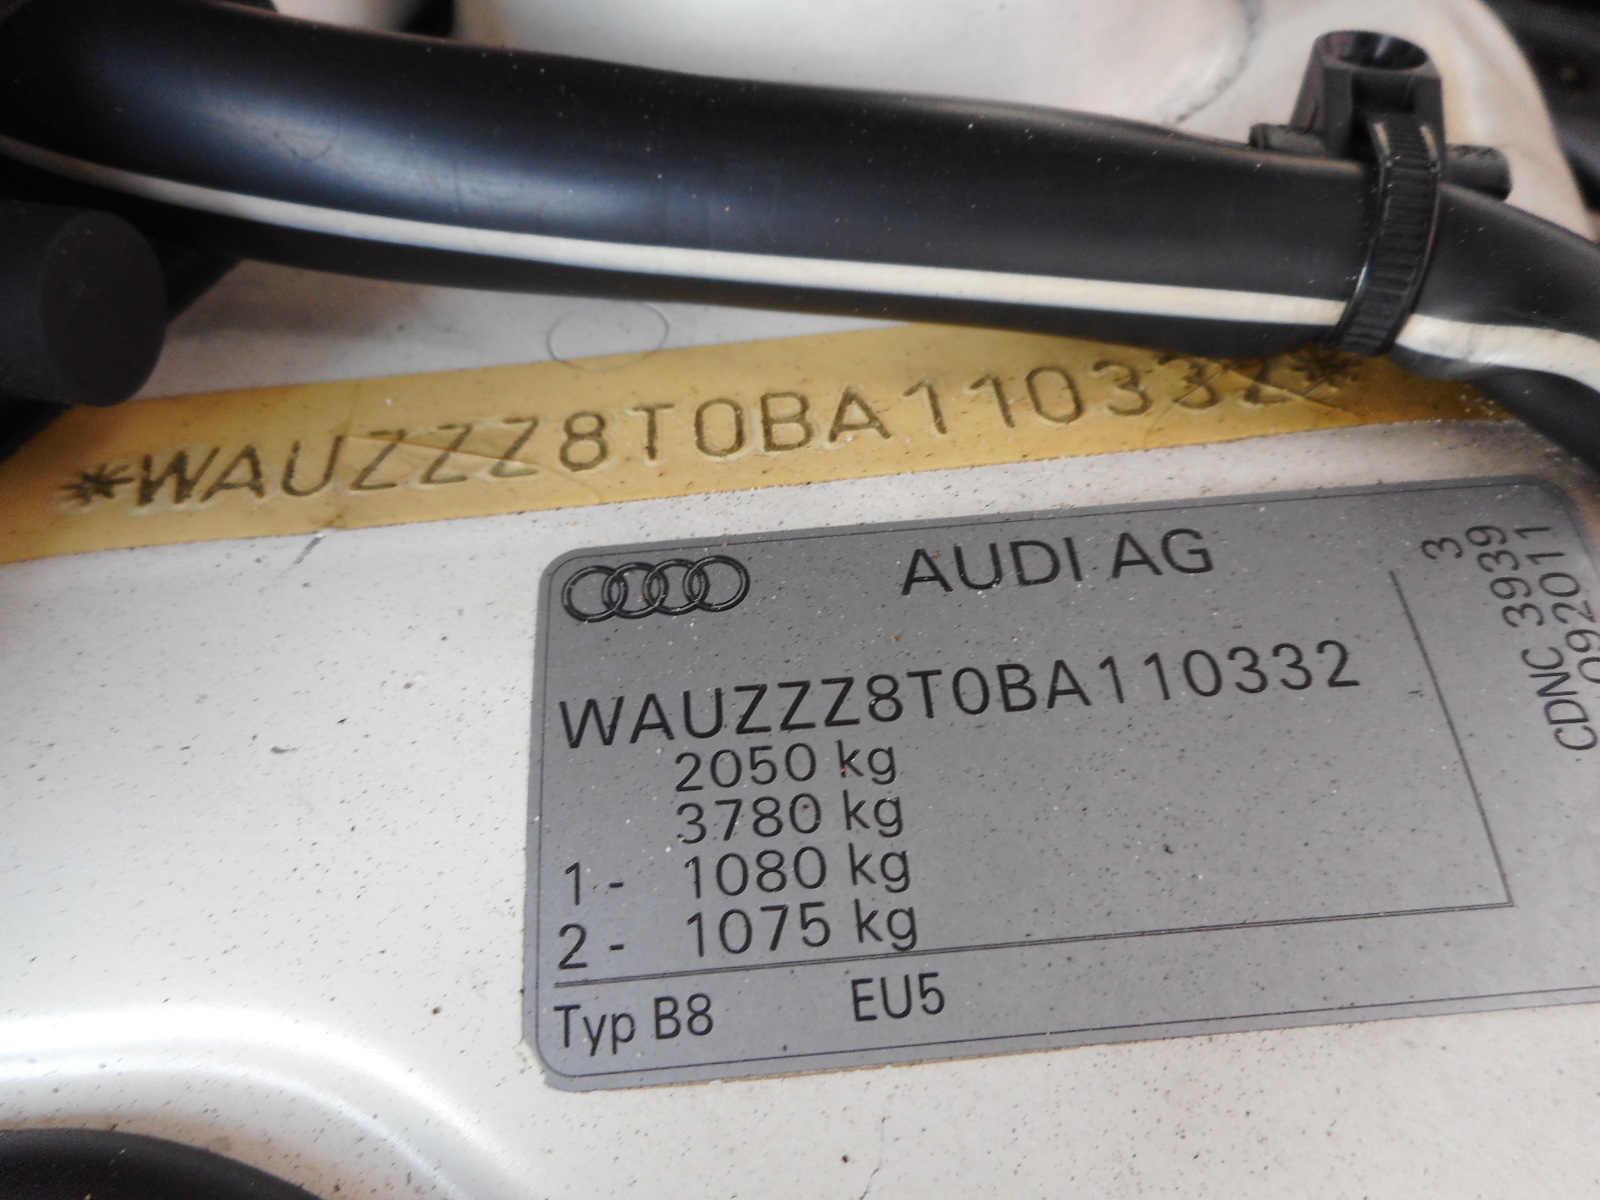 *WAUZZZ8T0BA110332*
AUDI AG
WAUZZZ8T0BA110332
2050 kg
3780 kg
1 - 1080 kg
2 - 1075 kg
Typ B8 EU5
3
CDNC 3939
092011